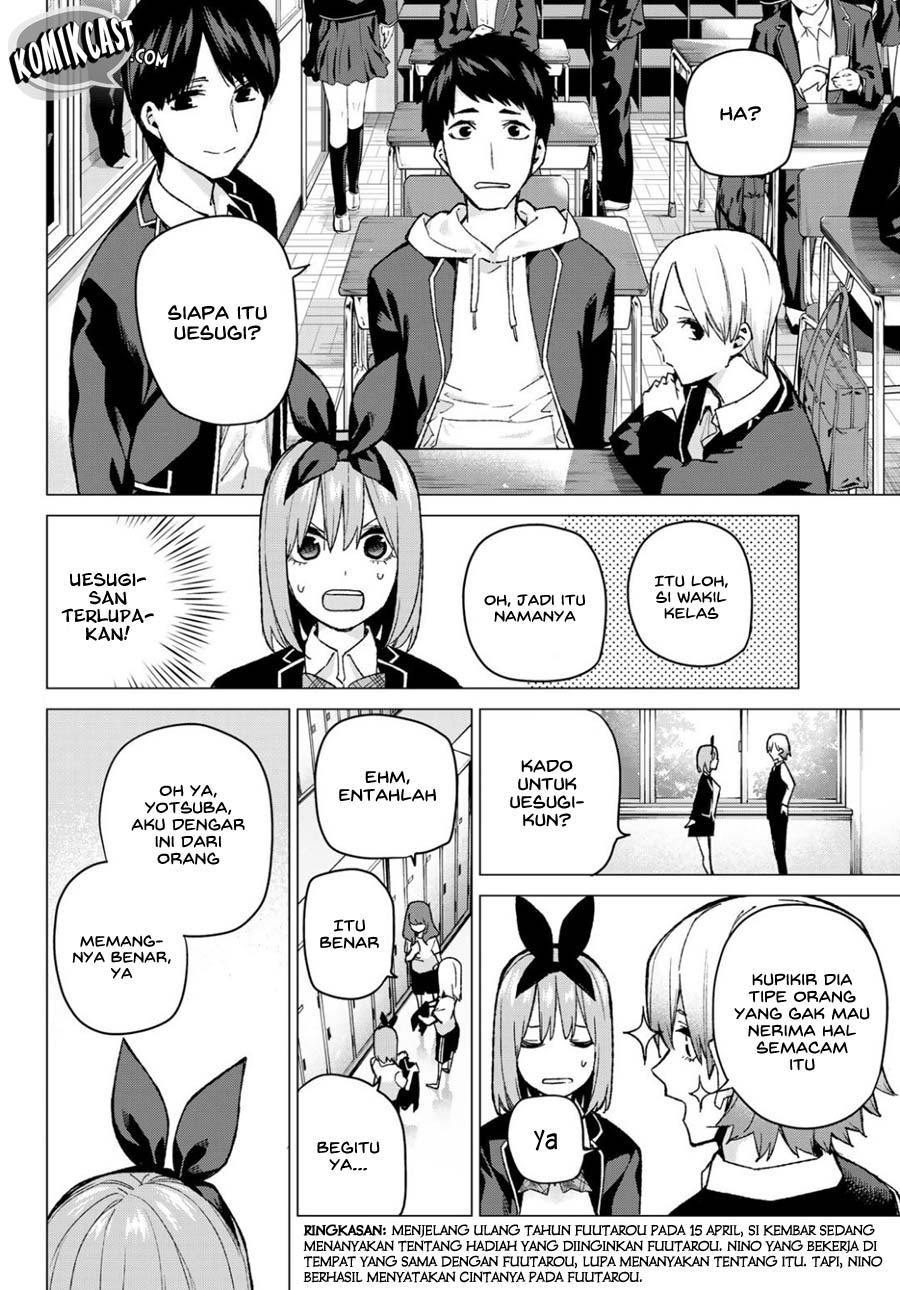 KOMIKCAST
.COM
HA?
SIAPA ITU
UESUGI?
ITU LOH,
SI WAKIL
KELAS
OH, JADI ITU
NAMANYA
UESUGI-
SAN
TERLUPA-
KAN!
KADO
UNTUK
UESUGI-
KUN?
KUPIKIR DIA
TIPE ORANG
YANG GAK MAU
NERIMA HAL
SEMACAM
ITU
YA
EHM,
ENTAHLAH
ITU
BENAR
BEGITU
YA...
OH YA,
YOTSUBA,
AKU DENGAR
INI DARI
ORANG
MEMANG-
NYA BENAR,
YA
RINGKASAN: MENJELANG ULANG TAHUN FUUTAROU PADA 15 APRIL, SI KEMBAR SEDANG
MENANYAKAN TENTANG HADIAH YANG DIINGINKAN FUUTAROU. NINO YANG BEKERJA DI
TEMPAT YANG SAMA DENGAN FUUTAROU, LUPA MENANYAKAN TENTANG ITU. TAPI, NINO
BERHASIL MENYATAKAN CINTANYA PADA FUUTAROU.